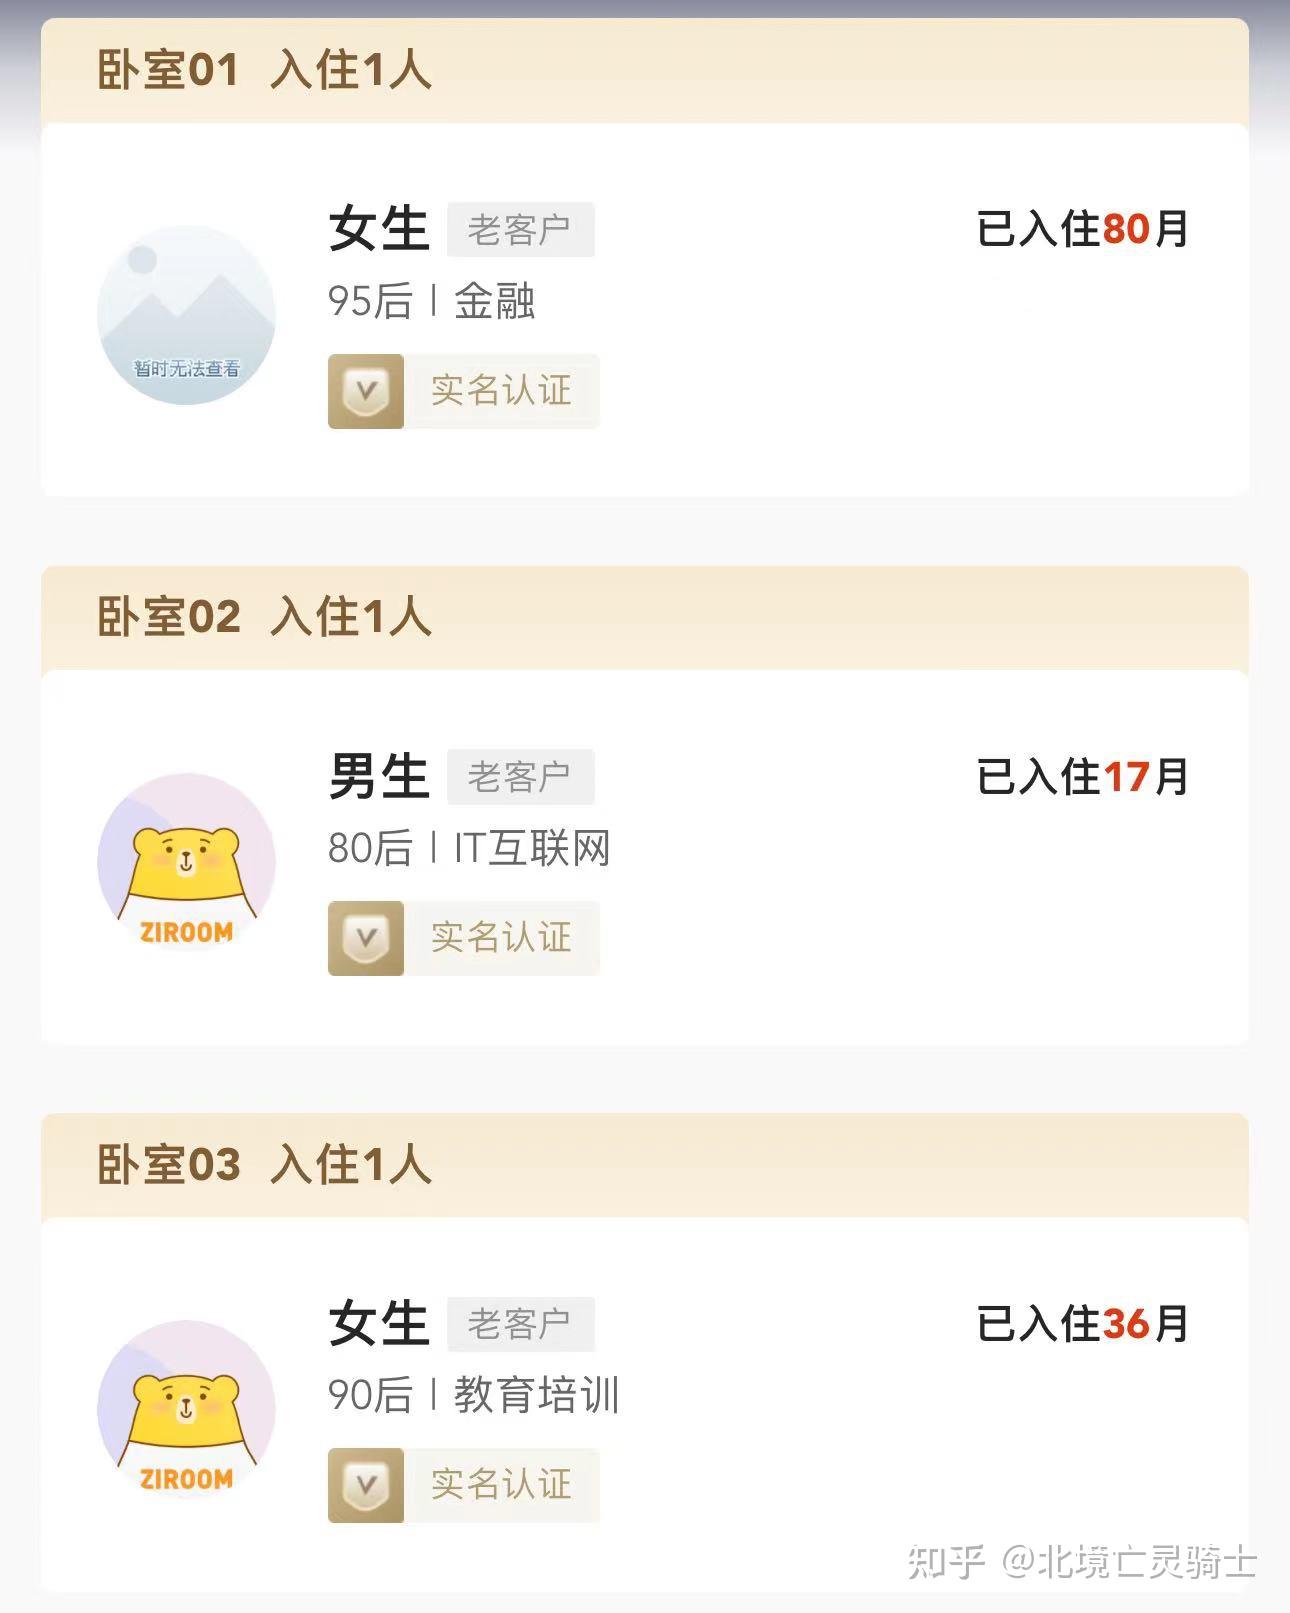 卧室01 入住1人
女生 老客户 已入住80月
95后 | 金融
暂时无法查看
实名认证
卧室02 入住1人
男生 老客户 已入住17月
80后 | IT互联网
ZIROOM
实名认证
卧室03 入住1人
女生 老客户 已入住36月
90后 | 教育培训
ZIROOM
实名认证
知乎 @北境亡灵骑士